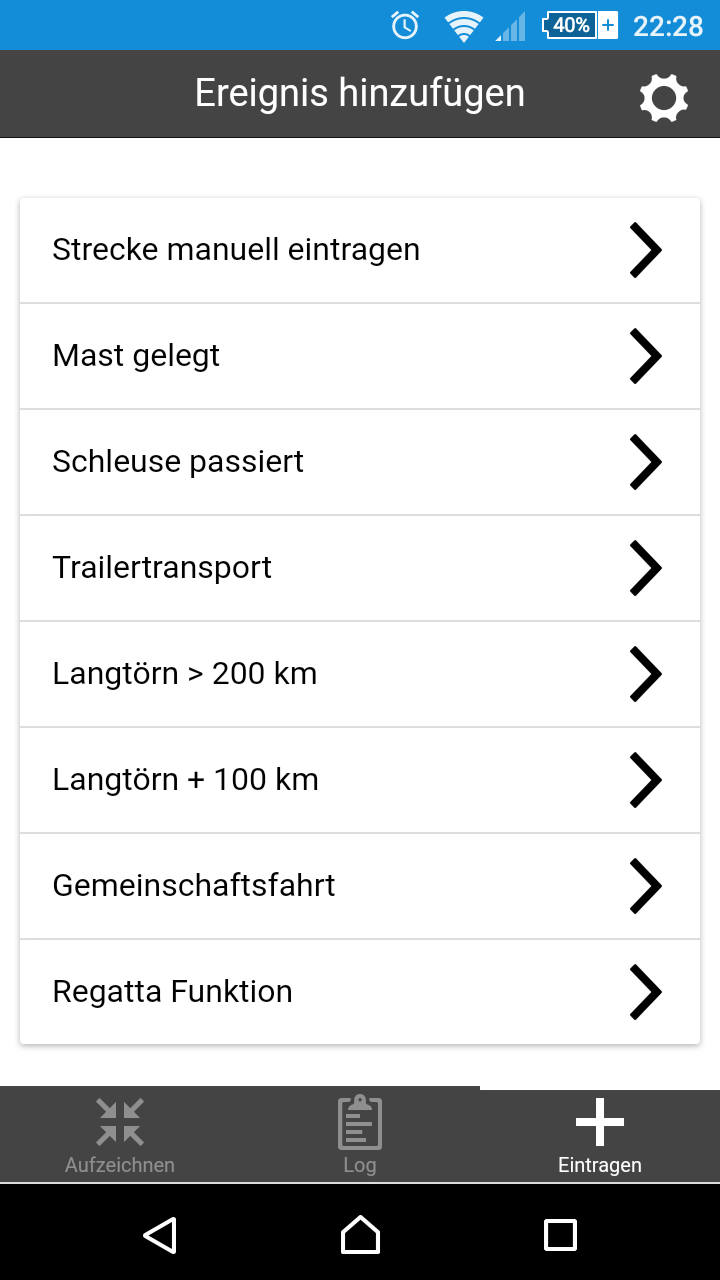 40%
22:28
Ereignis hinzufügen
Strecke manuell eintragen
Mast gelegt
Schleuse passiert
Trailertransport
Langtörn > 200 km
Langtörn + 100 km
Gemeinschaftsfahrt
Regatta Funktion
Aufzeichnen
Log
Eintragen